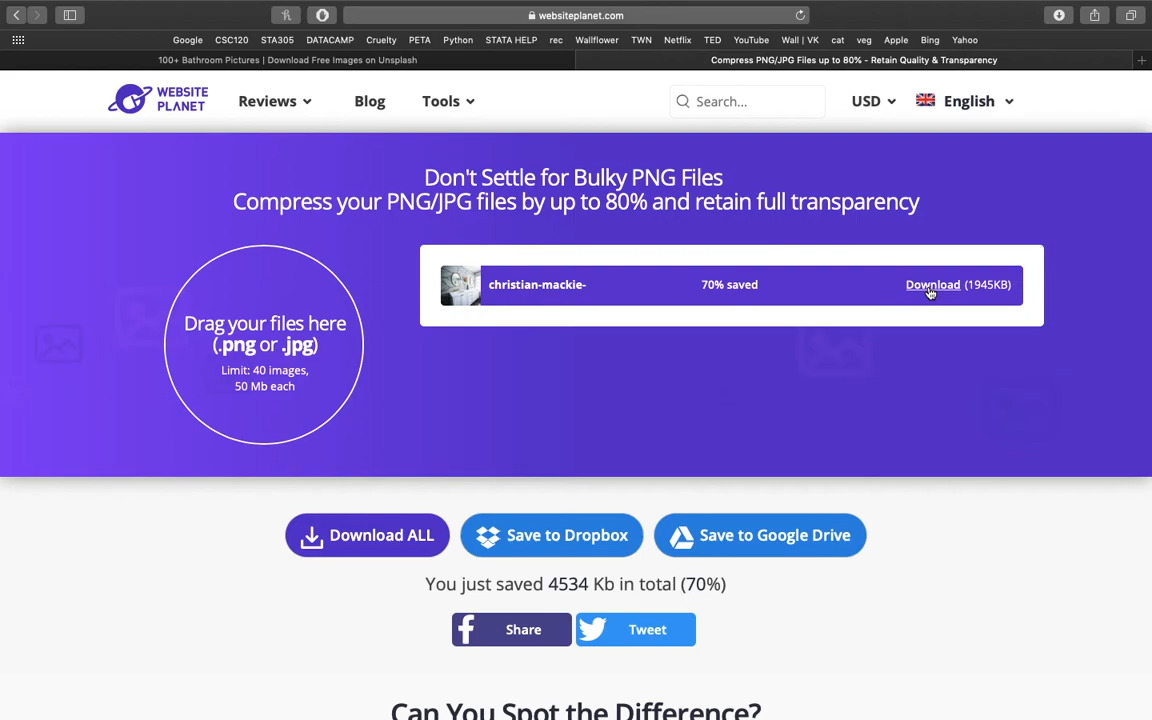 websiteplanet.com
Google CSC120 STA305 DATACAMP Cruelty PETA Python STATA HELP rec Wallflower TWN Netflix TED YouTube Wall | VK cat veg Apple Bing Yahoo
100+ Bathroom Pictures | Download Free Images on Unsplash
Compress PNG/JPG Files up to 80% - Retain Quality & Transparency
WEBSITE
PLANET
Reviews
Blog
Tools
Search...
USD
English
Don't Settle for Bulky PNG Files
Compress your PNG/JPG files by up to 80% and retain full transparency
Drag your files here
(.png or .jpg)
Limit: 40 images,
50 Mb each
christian-mackie- 70% saved Download (1945KB)
Download ALL
Save to Dropbox
Save to Google Drive
You just saved 4534 Kb in total (70%)
Share
Tweet
Can You Spot the Difference?